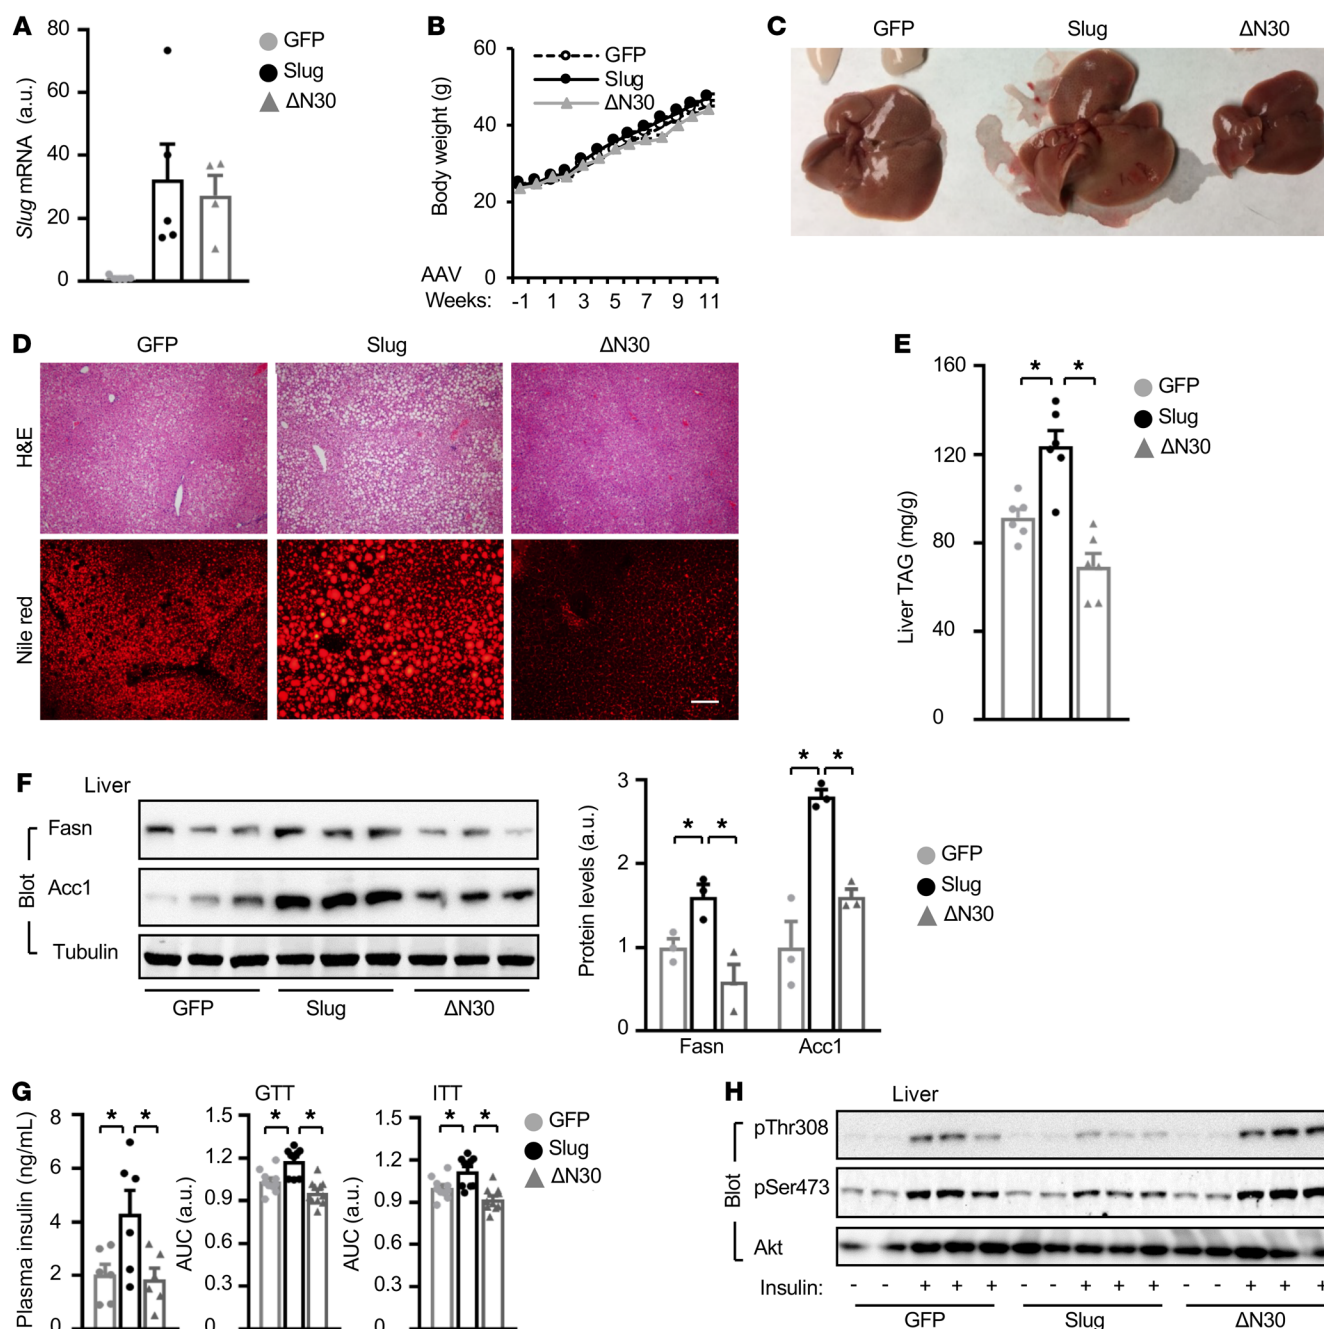 A
Slug mRNA (a.u.)
80
60
40
20
0
GFP
Slug
ΔN30
B
Body weight (g)
60
40
20
0
GFP
Slug
ΔN30
AAV
Weeks: -1 1 3 5 7 9 11
C
GFP Slug ΔN30
D
GFP Slug ΔN30
H&E
Nile red
E
Liver TAG (mg/g)
160
120
80
40
0
* *
GFP
Slug
ΔN30
F
Liver
Blot
Fasn
Acc1
Tubulin
GFP Slug ΔN30
Protein levels (a.u.)
3
2
1
0
* * * *
Fasn Acc1
GFP
Slug
ΔN30
G
Plasma insulin (ng/mL)
8
6
4
2
0
* *
GTT
AUC (a.u.)
1.5
1.2
0.9
0.6
0.3
0
* *
ITT
AUC (a.u.)
1.5
1.2
0.9
0.6
0.3
0
* *
GFP
Slug
ΔN30
H
Liver
Blot
pThr308
pSer473
Akt
Insulin: - - + + + - - + + + - - + + +
GFP Slug ΔN30